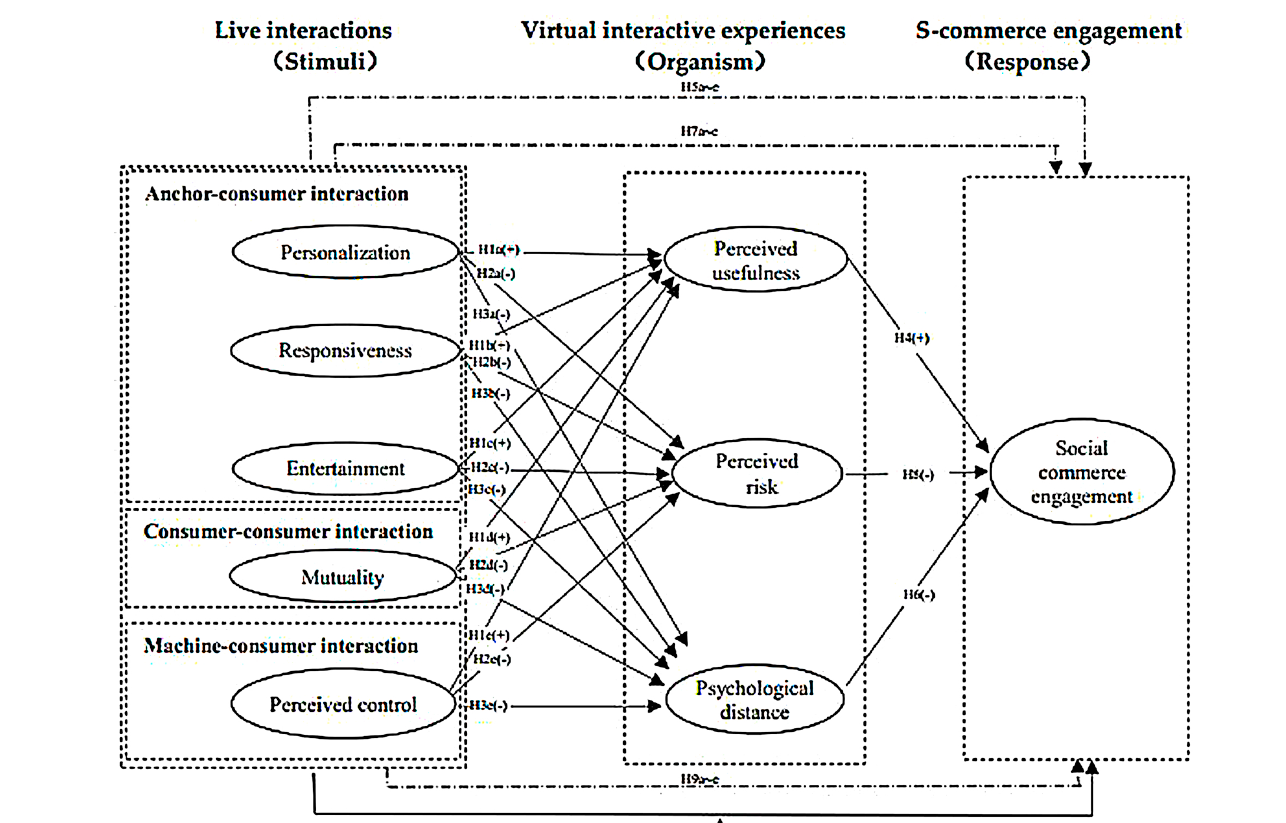 Live interactions
(Stimuli)
Virtual interactive experiences
(Organism)
S-commerce engagement
(Response)
H5a~e
H7a~e
Anchor-consumer interaction
Personalization
Responsiveness
Entertainment
Consumer-consumer interaction
Mutuality
Machine-consumer interaction
Perceived control
H1a(+)
H2a(-)
H3a(-)
H1b(+)
H2b(-)
H3b(-)
H1c(+)
H2c(-)
H3c(-)
H1d(+)
H2d(-)
H3d(-)
H1e(+)
H2e(-)
H3e(-)
Perceived
usefulness
Perceived
risk
Psychological
distance
H4(+)
H5(-)
H6(-)
Social
commerce
engagement
H9a~e